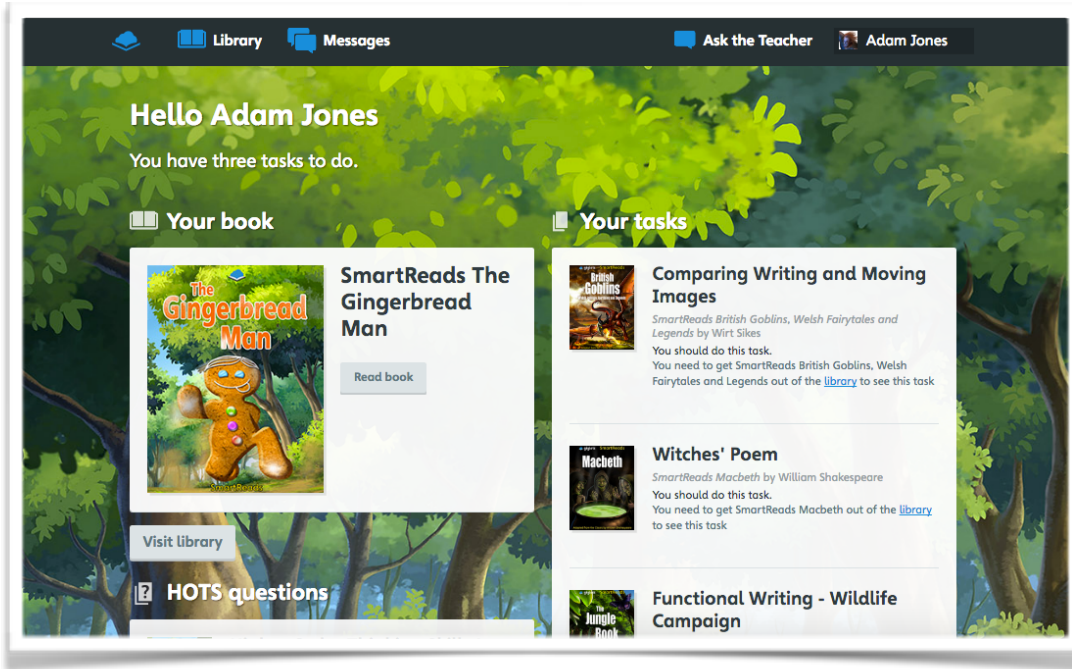 Library
Messages
Ask the Teacher
Adam Jones
Hello Adam Jones
You have three tasks to do.
Your book
The
Gingerbread
Man
SmartReads
SmartReads The
Gingerbread
Man
Read book
Visit library
HOTS questions
Your tasks
British
Goblins
Comparing Writing and Moving
Images
SmartReads British Goblins, Welsh Fairytales and
Legends by Wirt Sikes
You should do this task.
You need to get SmartReads British Goblins, Welsh
Fairytales and Legends out of the library to see this task
Macbeth
Witches' Poem
SmartReads Macbeth by William Shakespeare
You should do this task.
You need to get SmartReads Macbeth out of the library
to see this task
The
Jungle
Book
Functional Writing - Wildlife
Campaign